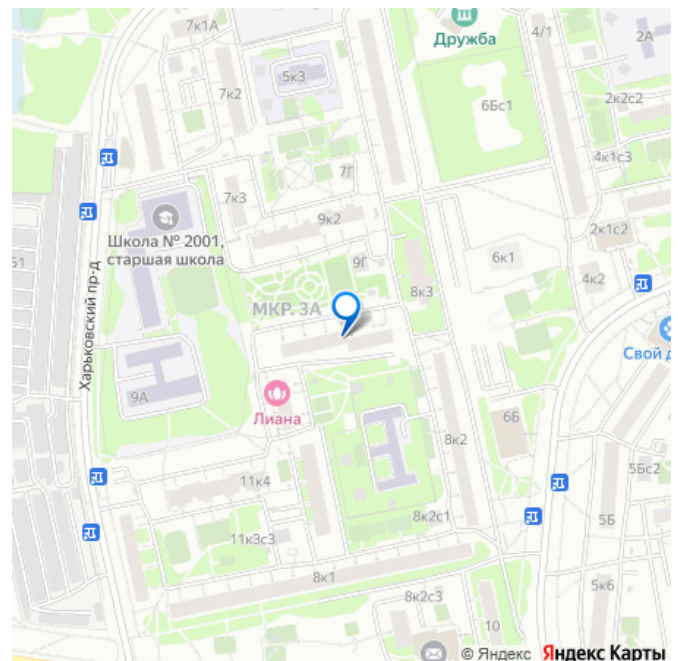 7к1А
Дружба
4/1
2А
5к3
7к2
6Бс1
2к2с2
7Г
4к1с3
7к3
9к2
2к1с2
Школа № 2001,
старшая школа
51
9Г
6к1
4к2
8к3
Харьковский пр-д
МКР. 3А
Свой д
9А
Лиана
6Б
8к2
5Бс2
11к4
8к2с1
5Б
11к3с3
8к1
5к6
8к2с3
10
© Яндекс Яндекс Карты